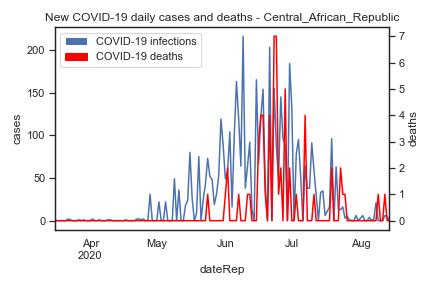 New COVID-19 daily cases and deaths - Central_African_Republic
COVID-19 infections
COVID-19 deaths
200
150
100
50
0
cases
7
6
5
4
3
2
1
0
deaths
Apr
2020
May
Jun
Jul
Aug
dateRep